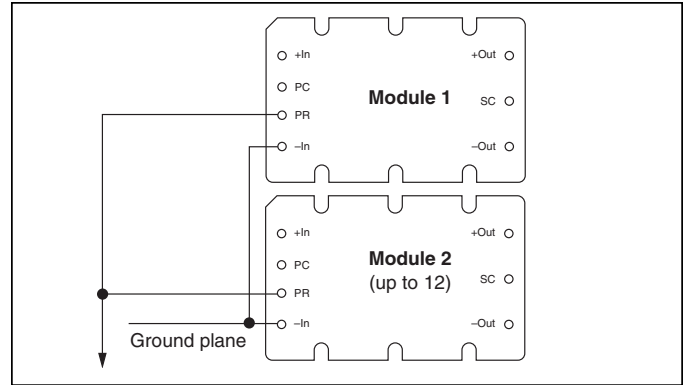 +In
+Out
PC
Module 1
SC
PR
–In
–Out
+In
+Out
PC
Module 2
(up to 12)
SC
PR
–In
–Out
Ground plane